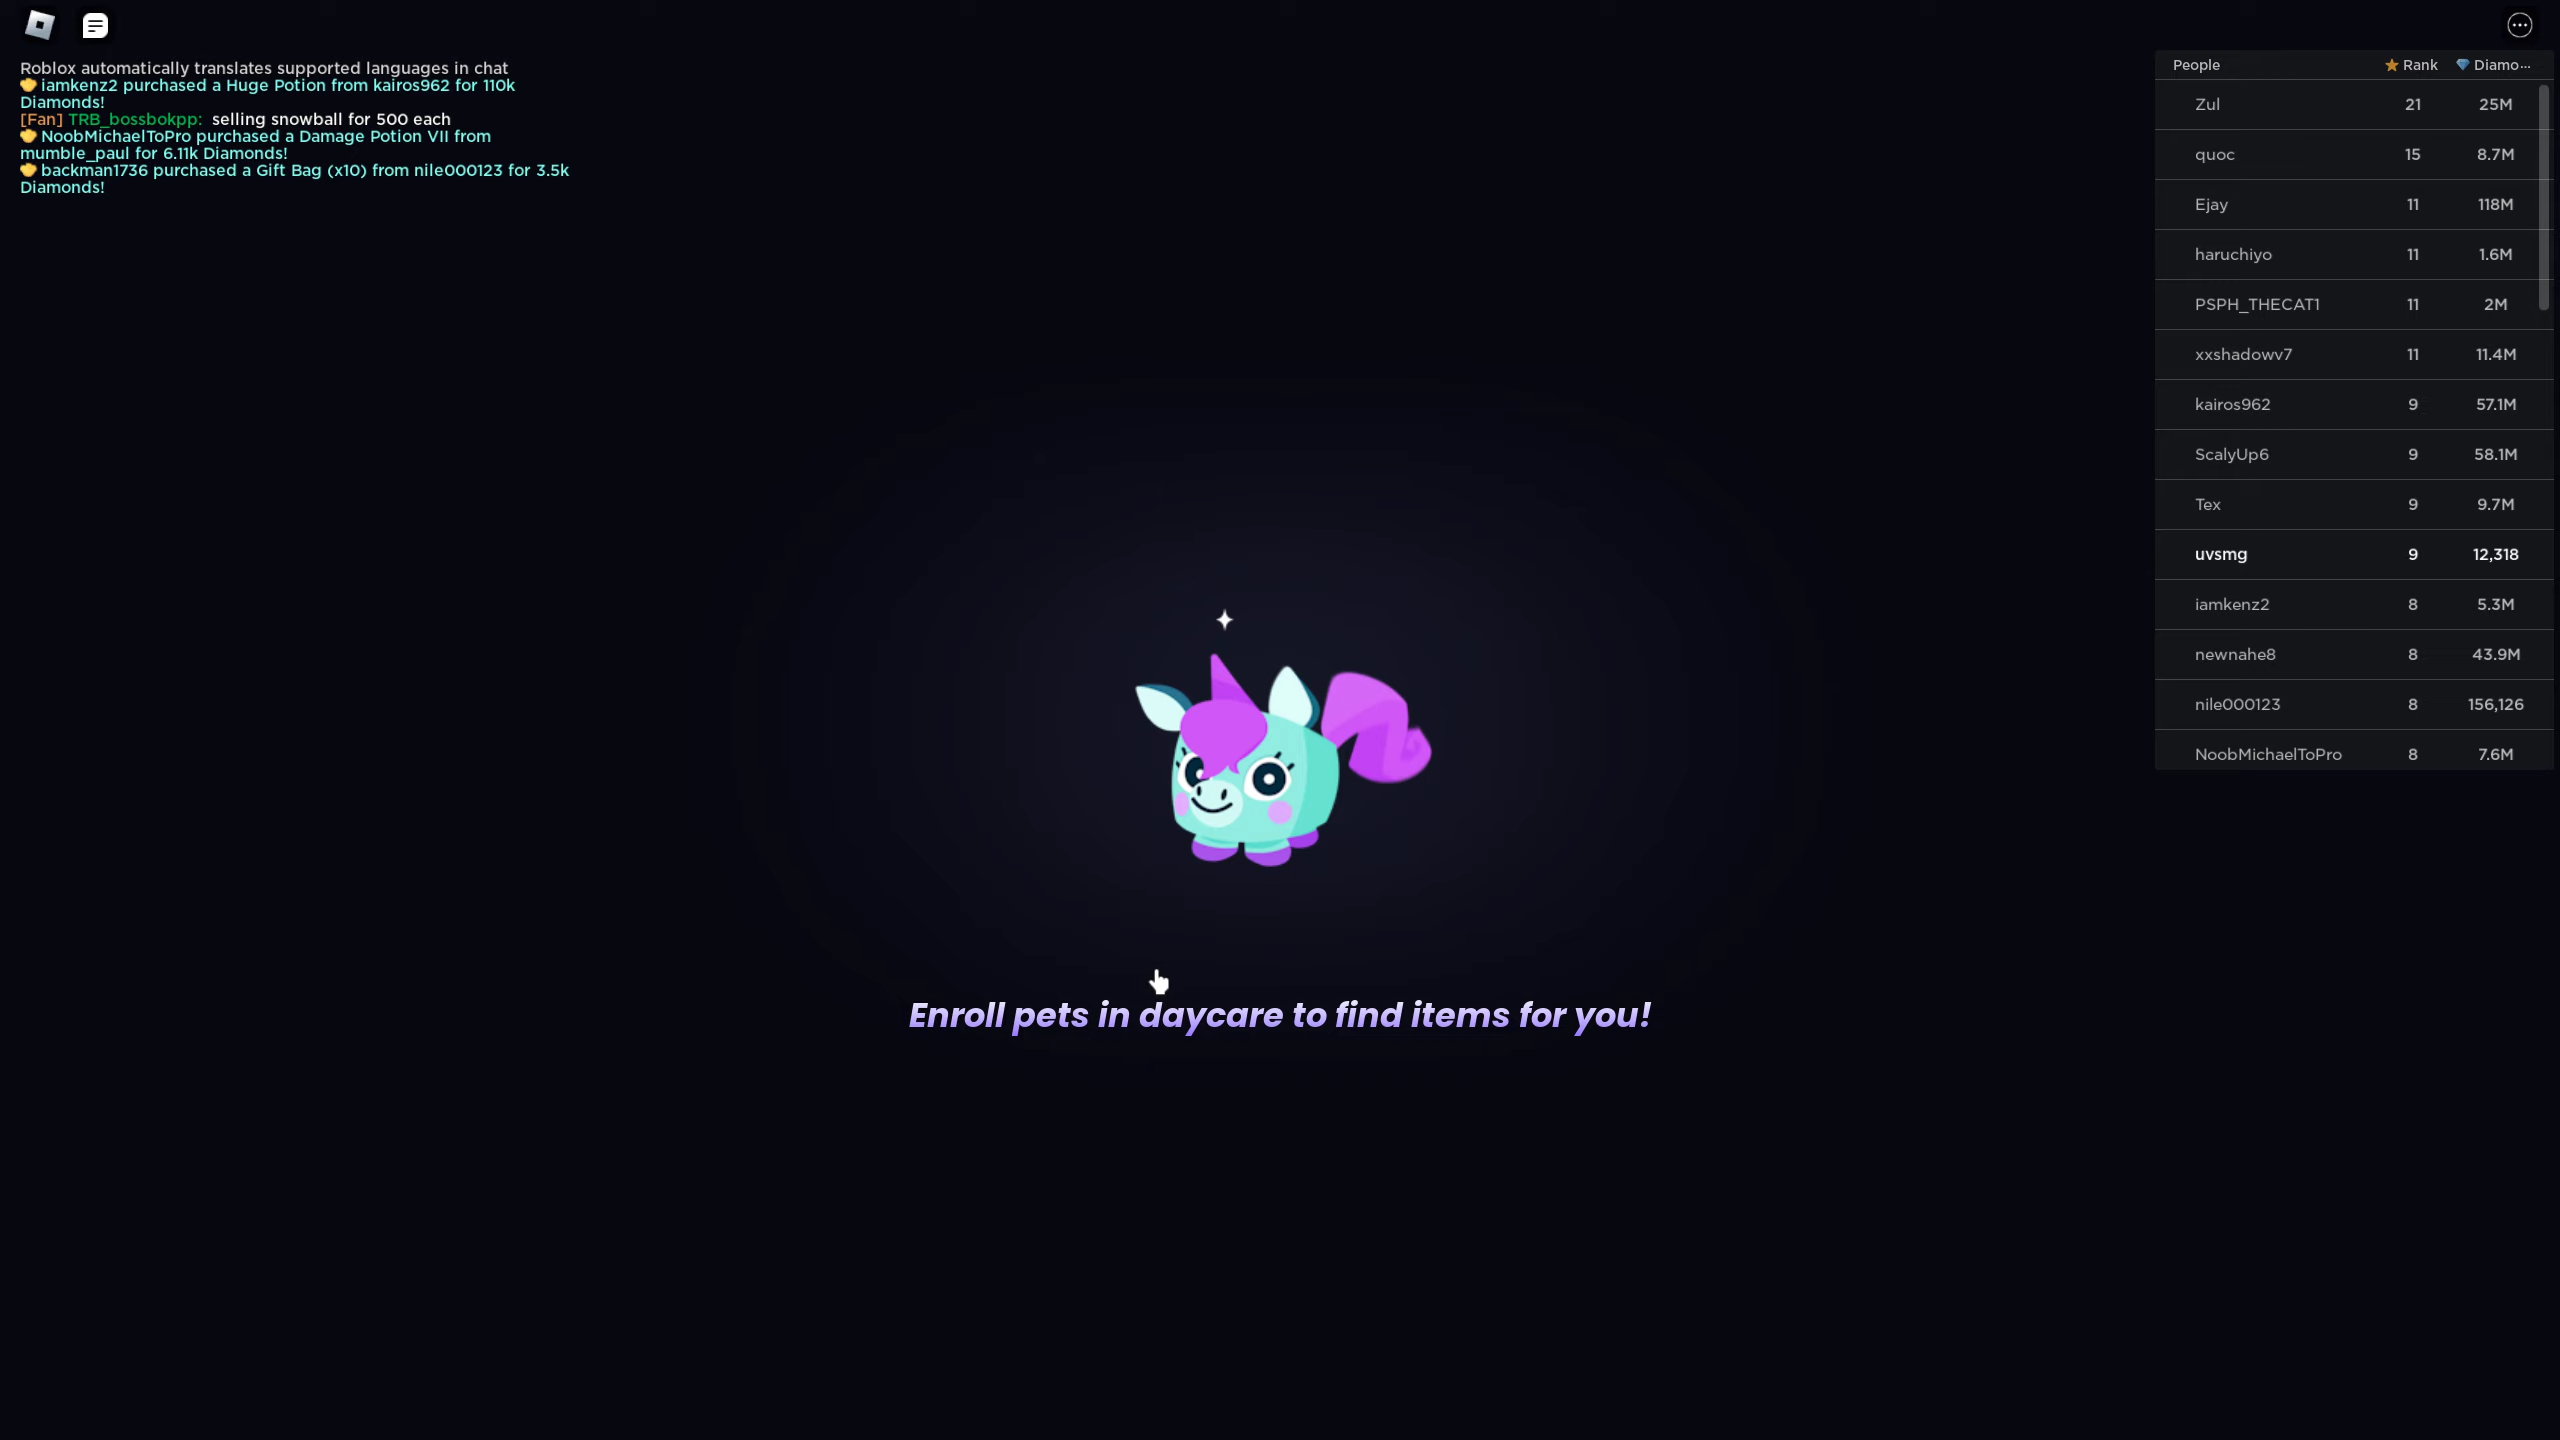 Roblox automatically translates supported languages in chat
iamkenz2 purchased a Huge Potion from kairos962 for 110k
Diamonds!
[Fan] TRB_bossbokpp: selling snowball for 500 each
NoobMichaelToPro purchased a Damage Potion VII from
mumble_paul for 6.11k Diamonds!
backman1736 purchased a Gift Bag (x10) from nile000123 for 3.5k
Diamonds!
People Rank Diamo...
Zul 21 25M
quoc 15 8.7M
Ejay 11 118M
haruchiyo 11 1.6M
PSPH_THECAT1 11 2M
xxshadowv7 11 11.4M
kairos962 9 57.1M
ScalyUp6 9 58.1M
Tex 9 9.7M
uvsmg 9 12,318
iamkenz2 8 5.3M
newnahe8 8 43.9M
nile000123 8 156,126
NoobMichaelToPro 8 7.6M
Enroll pets in daycare to find items for you!